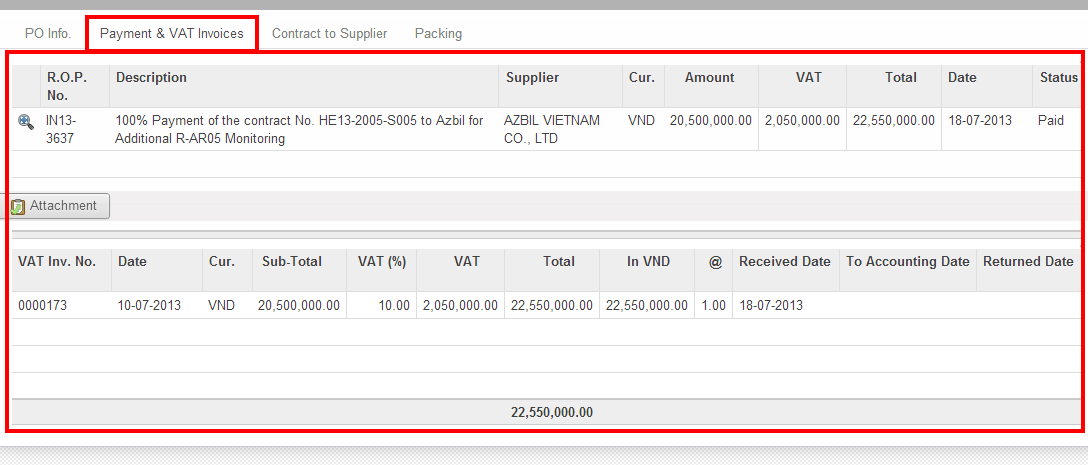 PO Info. Payment & VAT Invoices Contract to Supplier Packing
R.O.P. No. Description Supplier Cur. Amount VAT Total Date Status
IN13-3637 100% Payment of the contract No. HE13-2005-S005 to Azbil for AZBIL VIETNAM VND 20,500,000.00 2,050,000.00 22,550,000.00 18-07-2013 Paid
Additional R-AR05 Monitoring CO., LTD
Attachment
VAT Inv. No. Date Cur. Sub-Total VAT (%) VAT Total In VND @ Received Date To Accounting Date Returned Date
0000173 10-07-2013 VND 20,500,000.00 10.00 2,050,000.00 22,550,000.00 22,550,000.00 1.00 18-07-2013
22,550,000.00